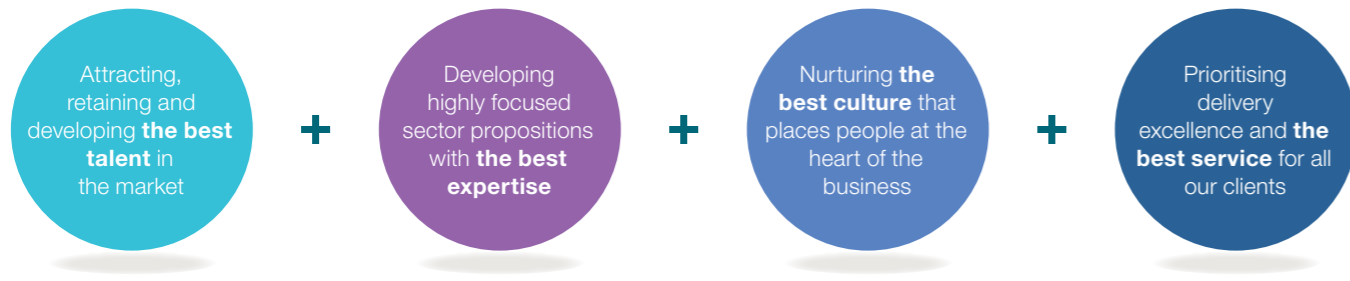 Attracting,
retaining and
developing the best
talent in
the market
+
Developing
highly focused
sector propositions
with the best
expertise
+
Nurturing the
best culture that
places people at the
heart of the
business
+
Prioritising
delivery
excellence and the
best service for all
our clients